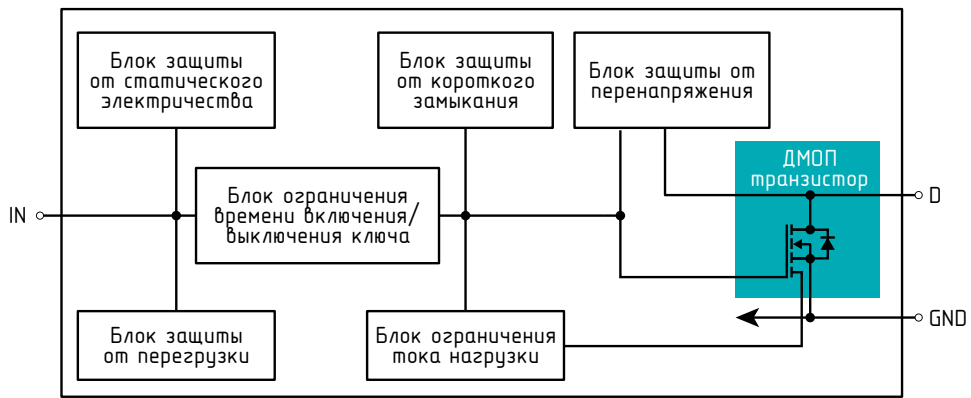 Блок защиты
от статического
электричества
Блок защиты
от короткого
замыкания
Блок защиты от
перенапряжения
ДМОП
транзистор
IN
Блок ограничения
времени включения/
выключения ключа
D
Блок защиты
от перегрузки
Блок ограничения
тока нагрузки
GND